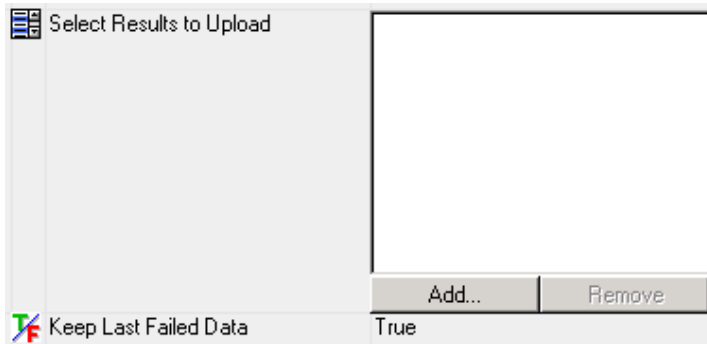 Select Results to Upload
Add... Remove
T/F Keep Last Failed Data True